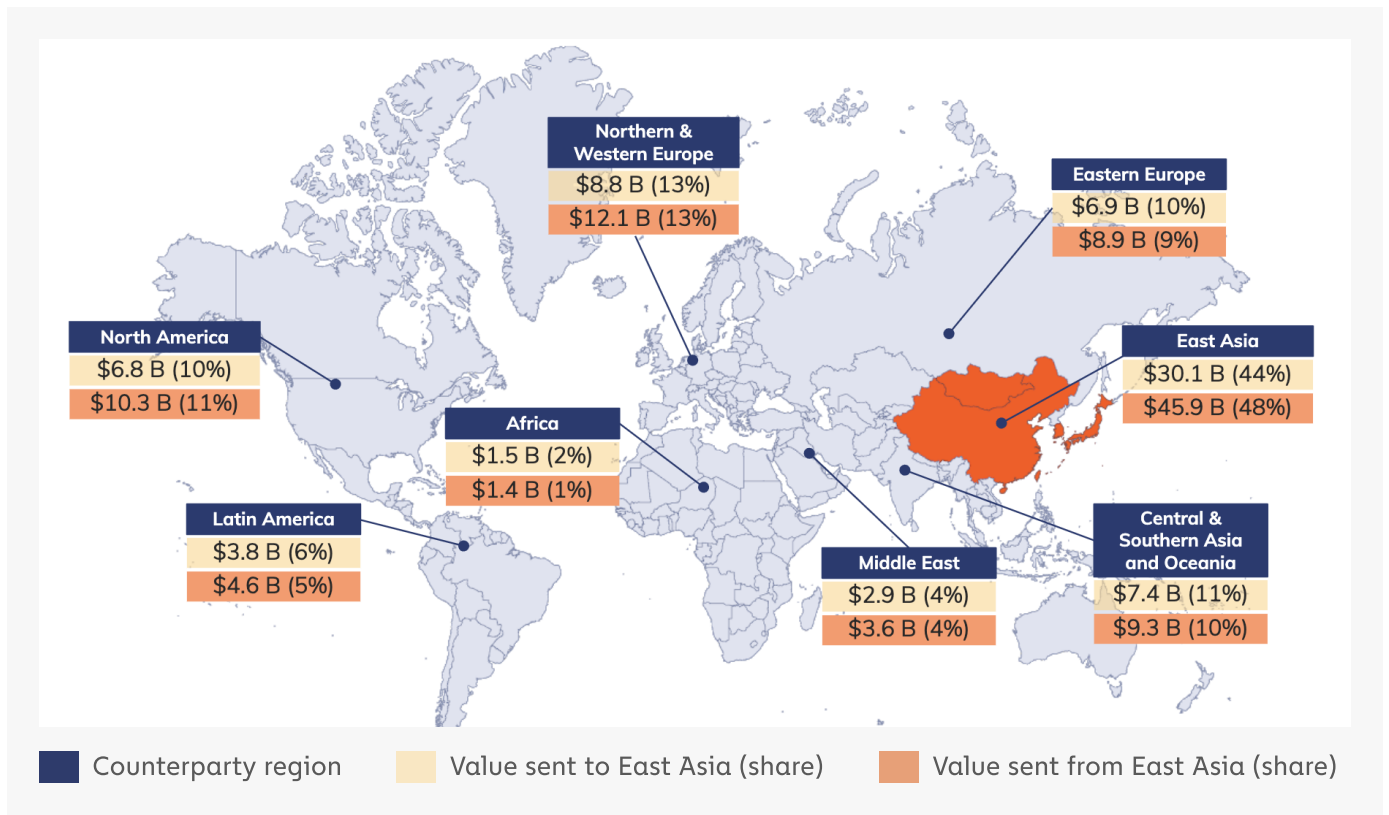 Northern &
Western Europe
$8.8 B (13%)
$12.1 B (13%)
Eastern Europe
$6.9 B (10%)
$8.9 B (9%)
North America
$6.8 B (10%)
$10.3 B (11%)
East Asia
$30.1 B (44%)
$45.9 B (48%)
Africa
$1.5 B (2%)
$1.4 B (1%)
Latin America
$3.8 B (6%)
$4.6 B (5%)
Middle East
$2.9 B (4%)
$3.6 B (4%)
Central &
Southern Asia
and Oceania
$7.4 B (11%)
$9.3 B (10%)
Counterparty region
Value sent to East Asia (share)
Value sent from East Asia (share)